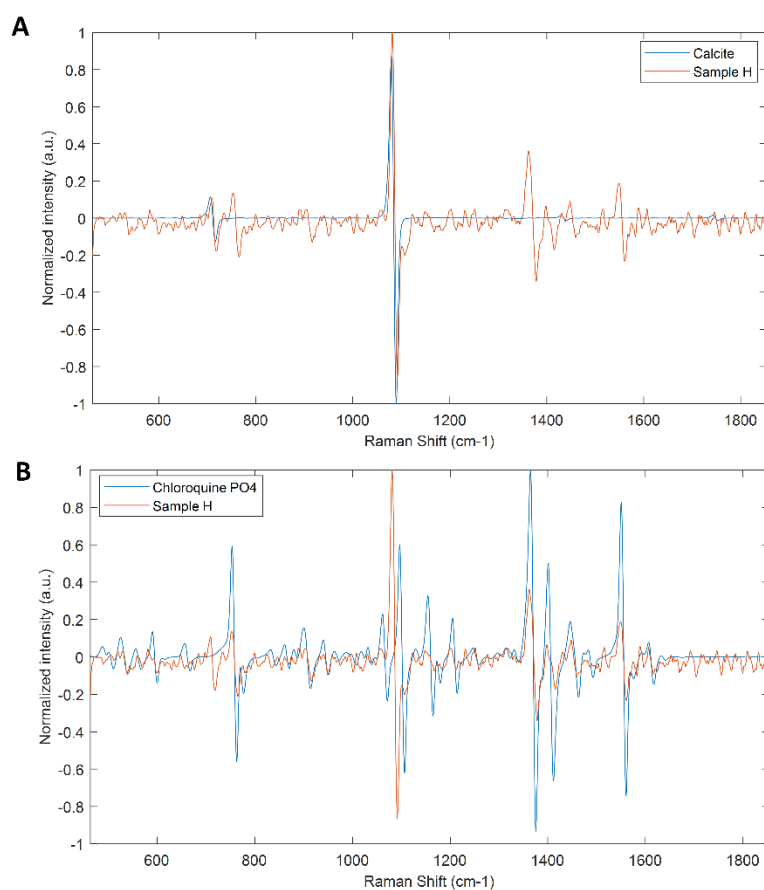 A
Normalized intensity (a.u.)
1
0.8
0.6
0.4
0.2
0
-0.2
-0.4
-0.6
-0.8
-1
Calcite
Sample H
600 800 1000 1200 1400 1600 1800
Raman Shift (cm-1)
B
Normalized intensity (a.u.)
1
0.8
0.6
0.4
0.2
0
-0.2
-0.4
-0.6
-0.8
-1
Chloroquine PO4
Sample H
600 800 1000 1200 1400 1600 1800
Raman Shift (cm-1)